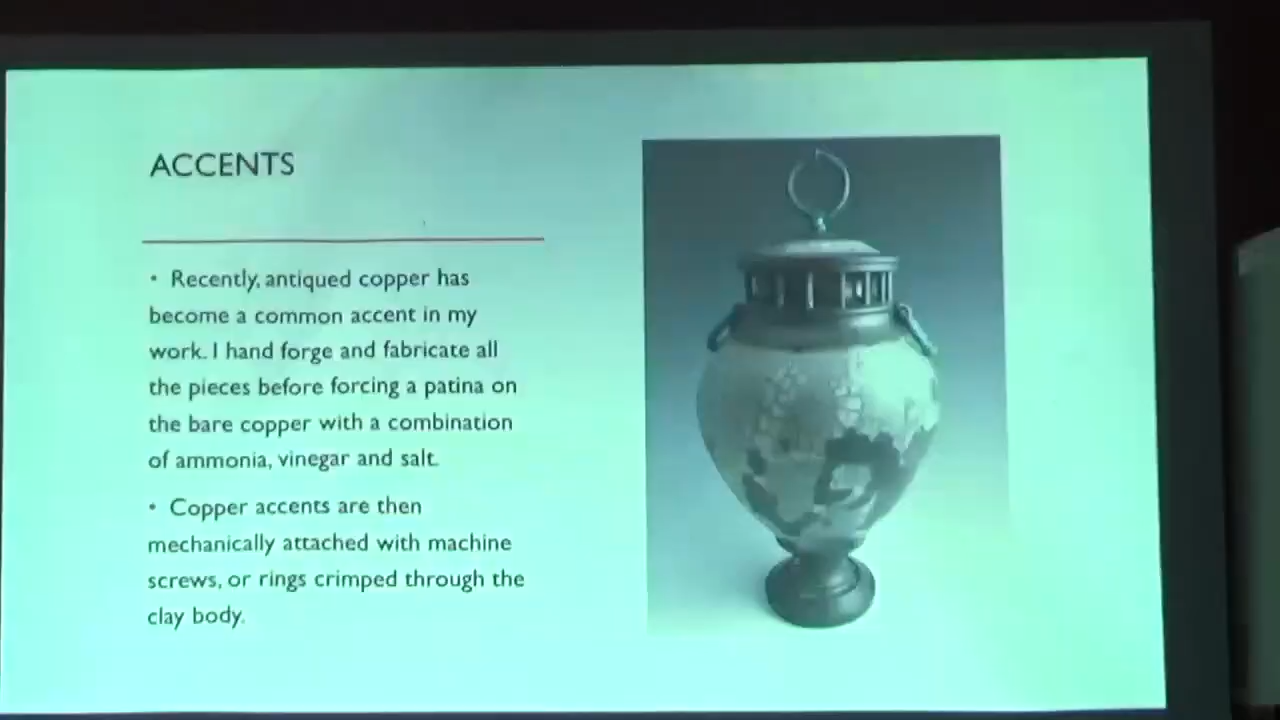 ACCENTS
• Recently, antiqued copper has
become a common accent in my
work. I hand forge and fabricate all
the pieces before forcing a patina on
the bare copper with a combination
of ammonia, vinegar and salt.
• Copper accents are then
mechanically attached with machine
screws, or rings crimped through the
clay body.